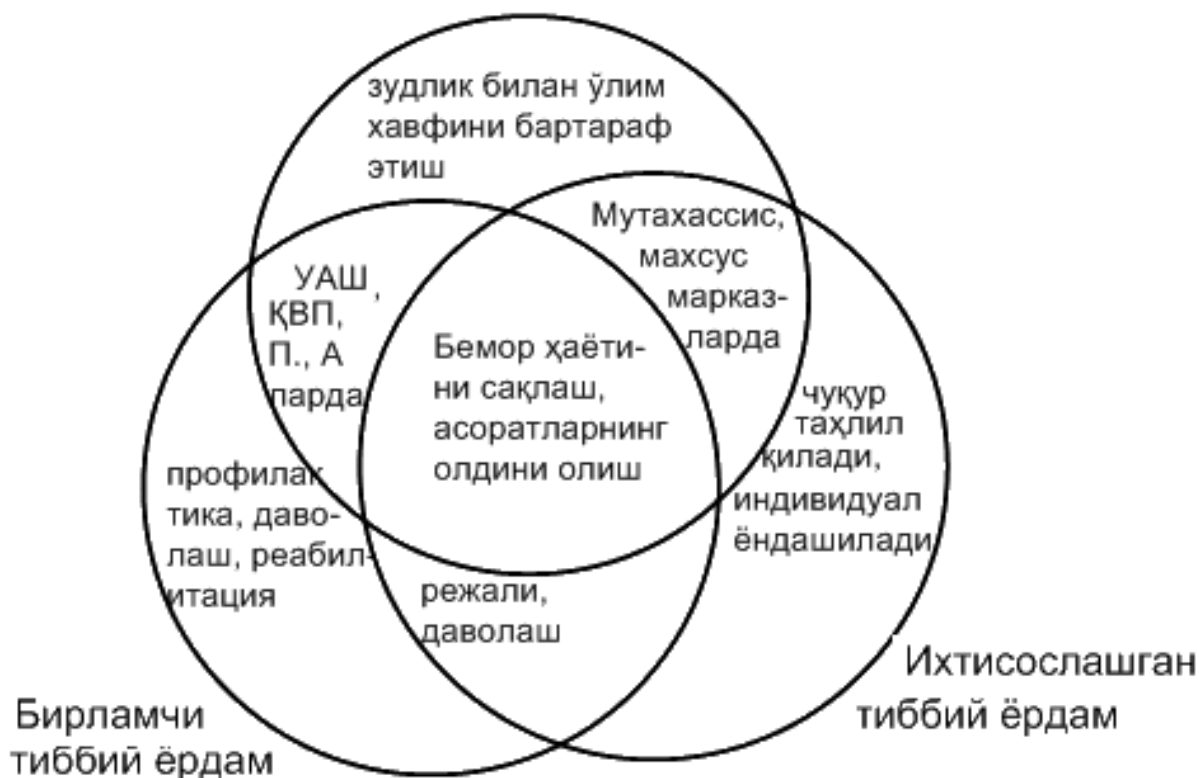 зудлик билан ўлим
хавфини бартараф
этиш
Мутахассис,
махсус
марказ-
ларда
УАШ ,
ҚВП,
П., А
ларда
Бемор ҳаёти-
ни сақлаш,
асоратларнинг
олдини олиш
чуқур
таҳлил
қилади,
индивидуал
ёндашилади
профилак
тика, даво-
лаш, реабил-
итация
режали,
даволаш
Ихтисослашган
тиббий ёрдам
Бирламчи
тиббий ёрдам